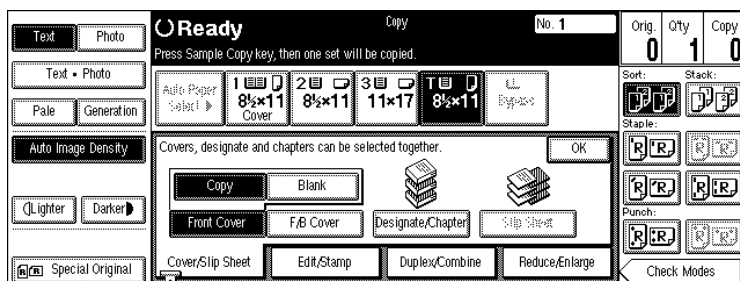 Text
Photo
Text • Photo
Pale
Generation
Auto Image Density
Lighter
Darker
Special Original
Ready
Copy
No. 1
Press Sample Copy key, then one set will be copied.
Auto Paper
Select ▶
1
8½×11
Cover
2
8½×11
3
11×17
T
8½×11
Bypass
Covers, designate and chapters can be selected together.
OK
Copy
Blank
Front Cover
F/B Cover
Designate/Chapter
Slip Sheet
Cover/Slip Sheet
Edit/Stamp
Duplex/Combine
Reduce/Enlarge
Orig.
Q'ty
Copy
0
1
0
Sort:
Stack:
Staple:
Punch:
Check Modes